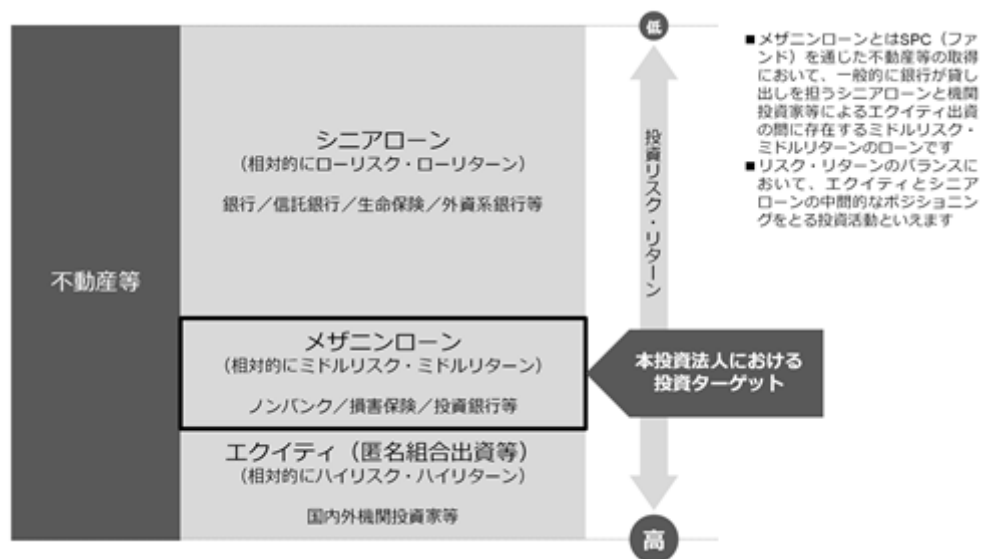 不動産等
シニアローン
（相対的にローリスク・ローリターン）
銀行／信託銀行／生命保険／外資系銀行等
メザニンローン
（相対的にミドルリスク・ミドルリターン）
ノンバンク／損害保険／投資銀行等
エクイティ（匿名組合出資等）
（相対的にハイリスク・ハイリターン）
国内外機関投資家等
低
投資リスク・リターン
高
本投資法人における
投資ターゲット
■メザニンローンとはSPC（ファ
ンド）を通じた不動産等の取得
において、一般的に銀行が貸し
出しを担うシニアローンと機関
投資家等によるエクイティ出資
の間に存在するミドルリスク・
ミドルリターンのローンです
■リスク・リターンのバランスに
おいて、エクイティとシニア
ローンの中間的なポジショニン
グをとる投資活動といえます